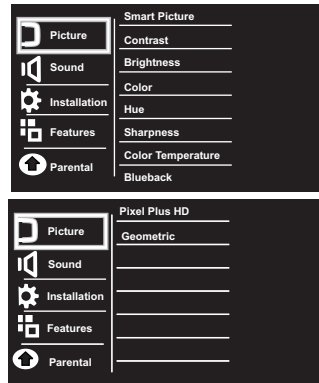 Picture
Sound
Installation
Features
Parental
Smart Picture
Contrast
Brightness
Color
Hue
Sharpness
Color Temperature
Blueback
Picture
Sound
Installation
Features
Parental
Pixel Plus HD
Geometric